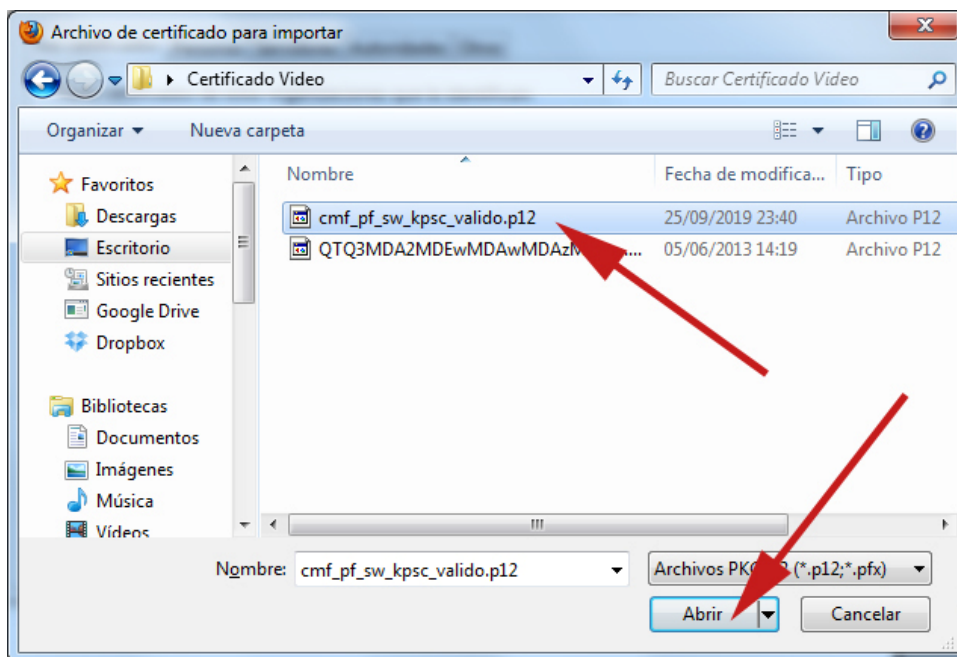 Archivo de certificado para importar
Certificado Video
Buscar Certificado Video
Organizar
Nueva carpeta
Nombre
Fecha de modifica...
Tipo
Favoritos
Descargas
Escritorio
Sitios recientes
Google Drive
Dropbox
Bibliotecas
Documentos
Imágenes
Música
Vídeos
cmf_pf_sw_kpsc_valido.p12
25/09/2019 23:40
Archivo P12
05/06/2013 14:19
Archivo P12
Nombre:
cmf_pf_sw_kpsc_valido.p12
Archivos (*.p12;*.pfx)
Abrir
Cancelar